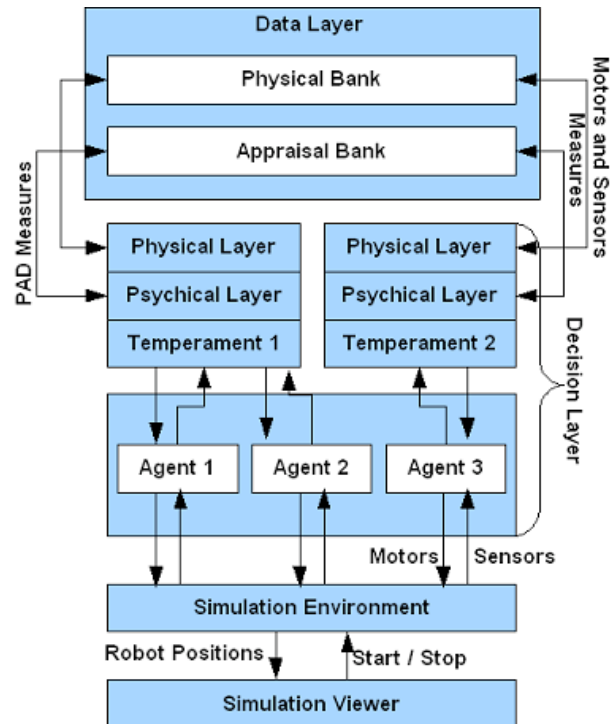 Data Layer
Physical Bank
Appraisal Bank
PAD Measures
Motors and Sensors
Measures
Physical Layer
Psychical Layer
Temperament 1
Physical Layer
Psychical Layer
Temperament 2
Decision Layer
Agent 1
Agent 2
Agent 3
Motors
Sensors
Simulation Environment
Robot Positions
Start / Stop
Simulation Viewer